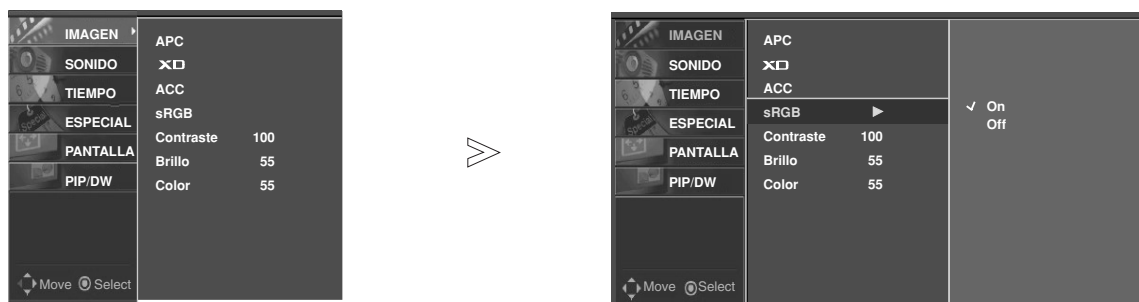 IMAGEN
SONIDO
TIEMPO
ESPECIAL
PANTALLA
PIP/DW
APC
XD
ACC
sRGB
Contraste 100
Brillo 55
Color 55
Move Select
IMAGEN
SONIDO
TIEMPO
ESPECIAL
PANTALLA
PIP/DW
APC
XD
ACC
sRGB
Contraste 100
Brillo 55
Color 55
On
Off
Move Select